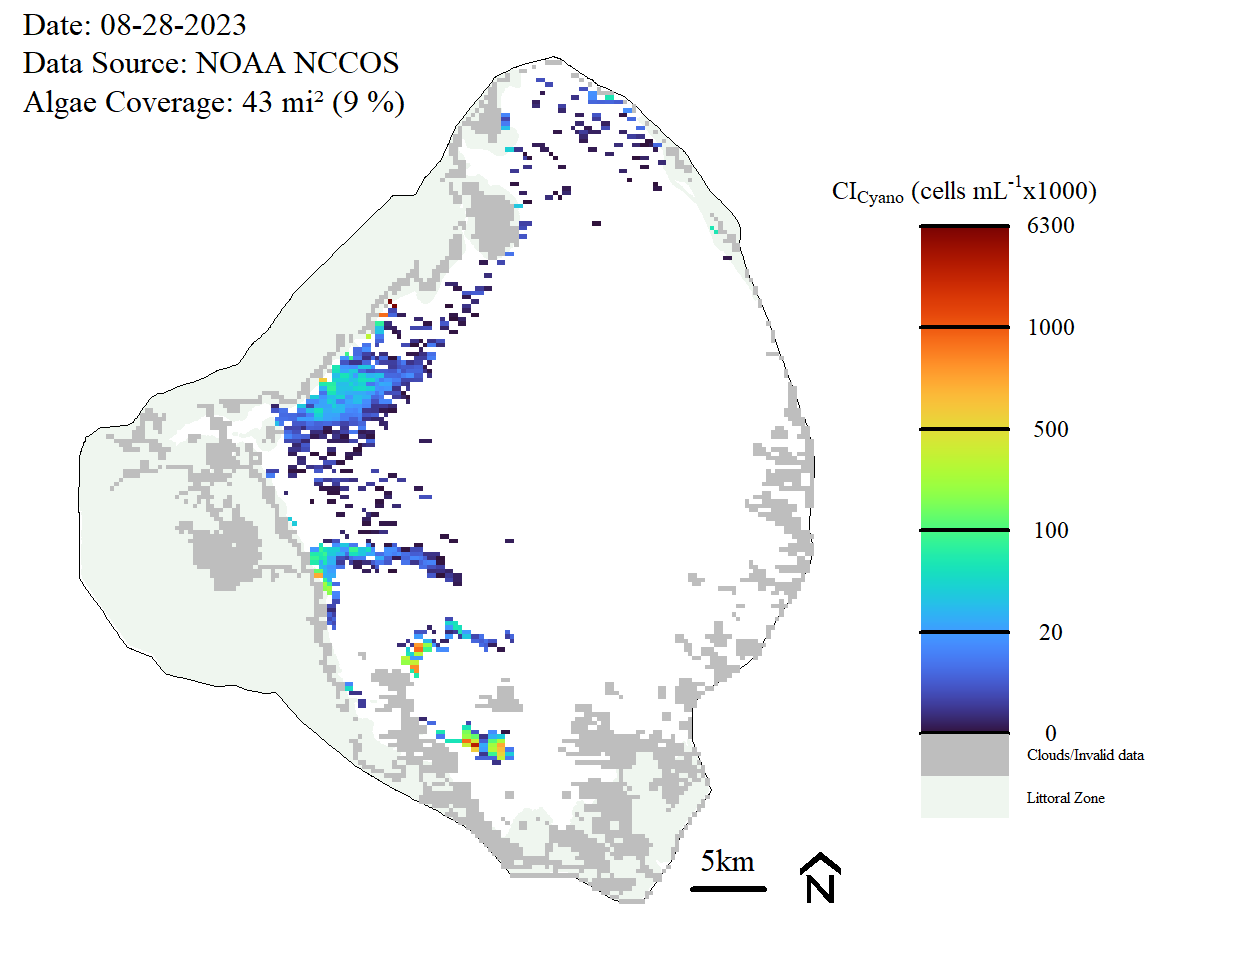 Date: 08-28-2023
Data Source: NOAA NCCOS
Algae Coverage: 43 mi² (9 %)
CICyano (cells mL-1x1000)
6300
1000
500
100
20
0
Clouds/Invalid data
Littoral Zone
5km
N